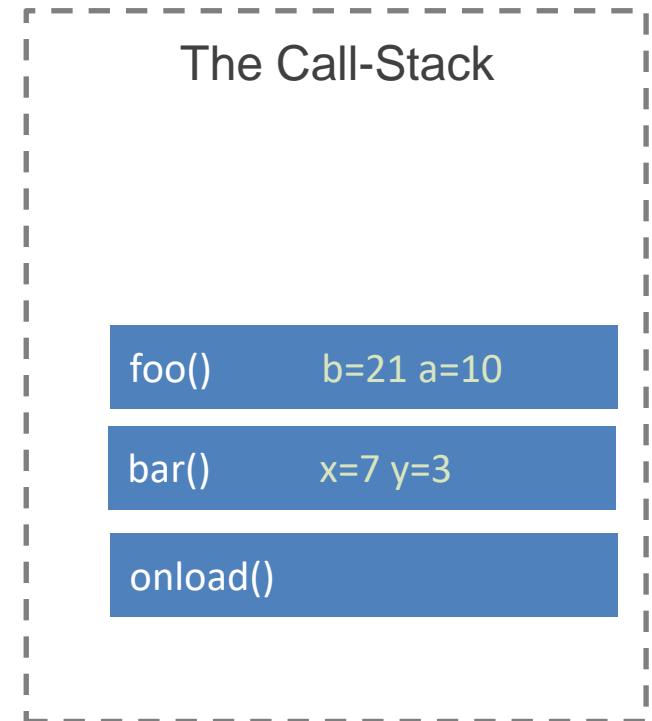 The Call-Stack
foo() b=21 a=10
bar() x=7 y=3
onload()